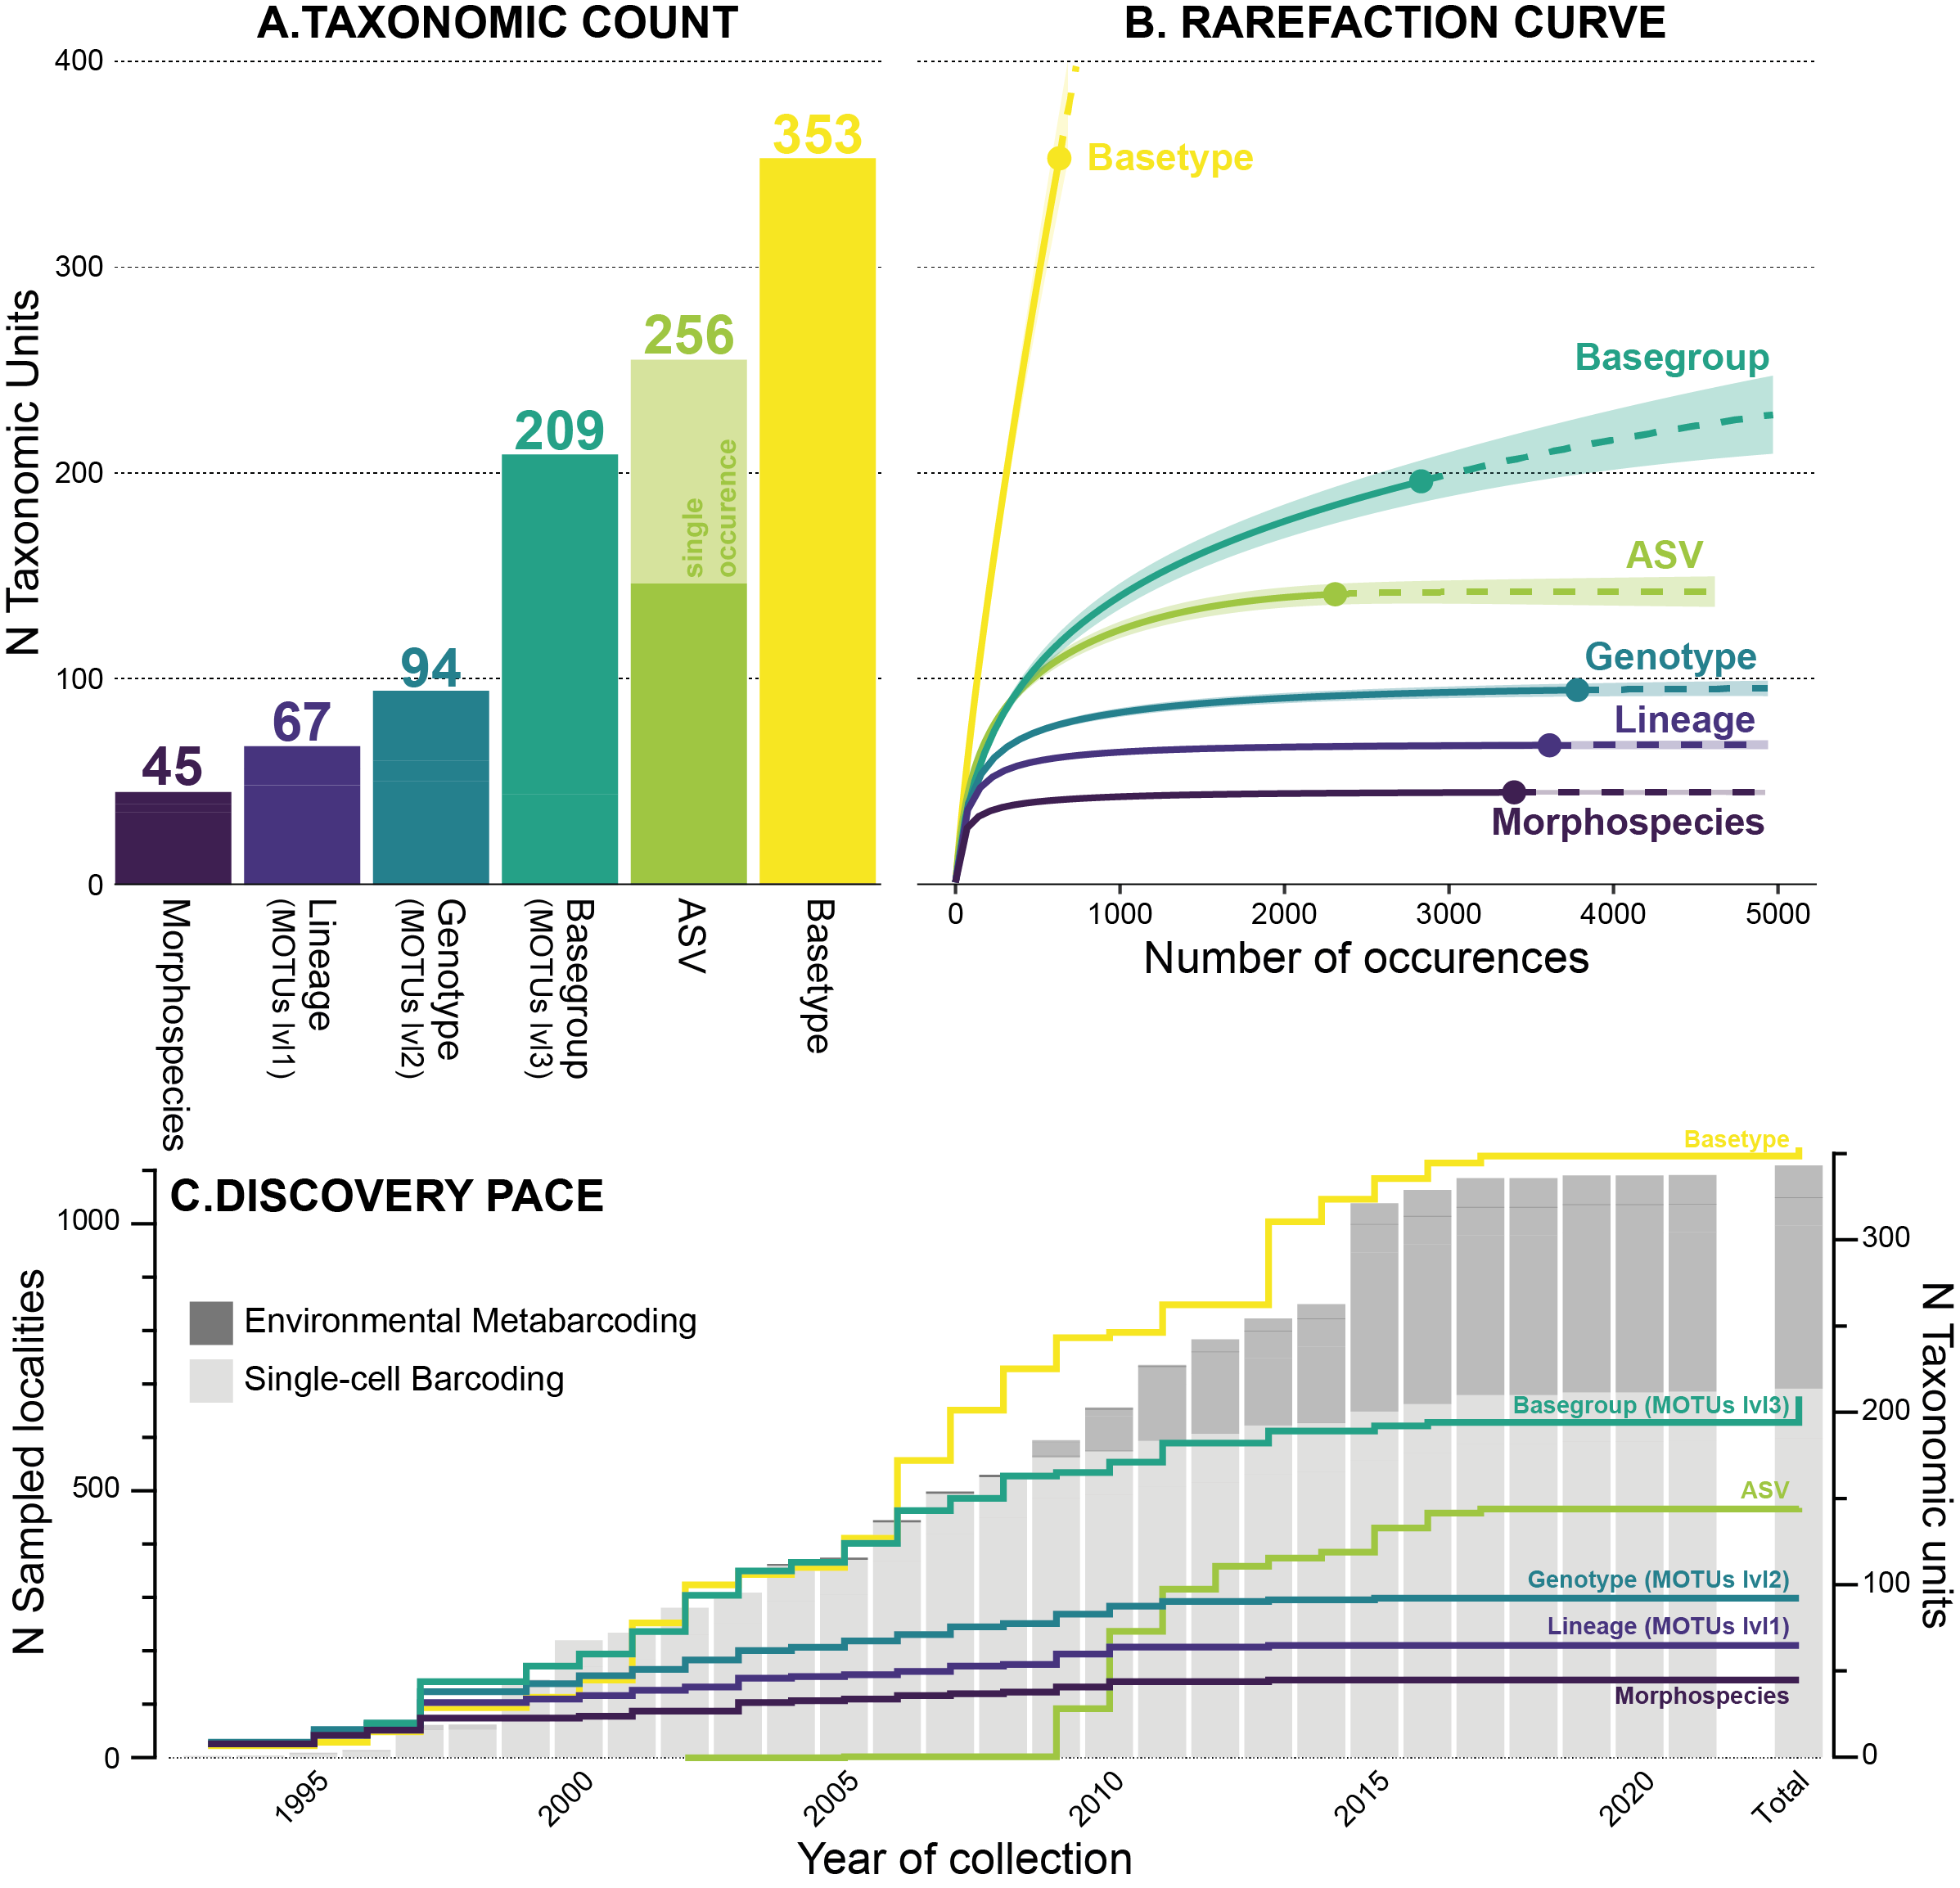 A.TAXONOMIC COUNT
N Taxonomic Units
400
300
200
100
0
45
67
94
209
256
353
single
occurence
Morphospecies
Lineage
(MOTUs lvl1)
Genotype
(MOTUs lvl2)
Basegroup
(MOTUs lvl3)
ASV
Basetype
B. RAREFACTION CURVE
Basetype
Basegroup
ASV
Genotype
Lineage
Morphospecies
0 1000 2000 3000 4000 5000
Number of occurences
C.DISCOVERY PACE
N Sampled localities
1000
500
0
Environmental Metabarcoding
Single-cell Barcoding
Basetype
Basegroup (MOTUs lvl3)
ASV
Genotype (MOTUs lvl2)
Lineage (MOTUs lvl1)
Morphospecies
300
200
100
0
N Taxonomic units
1995 2000 2005 2010 2015 2020 Total
Year of collection